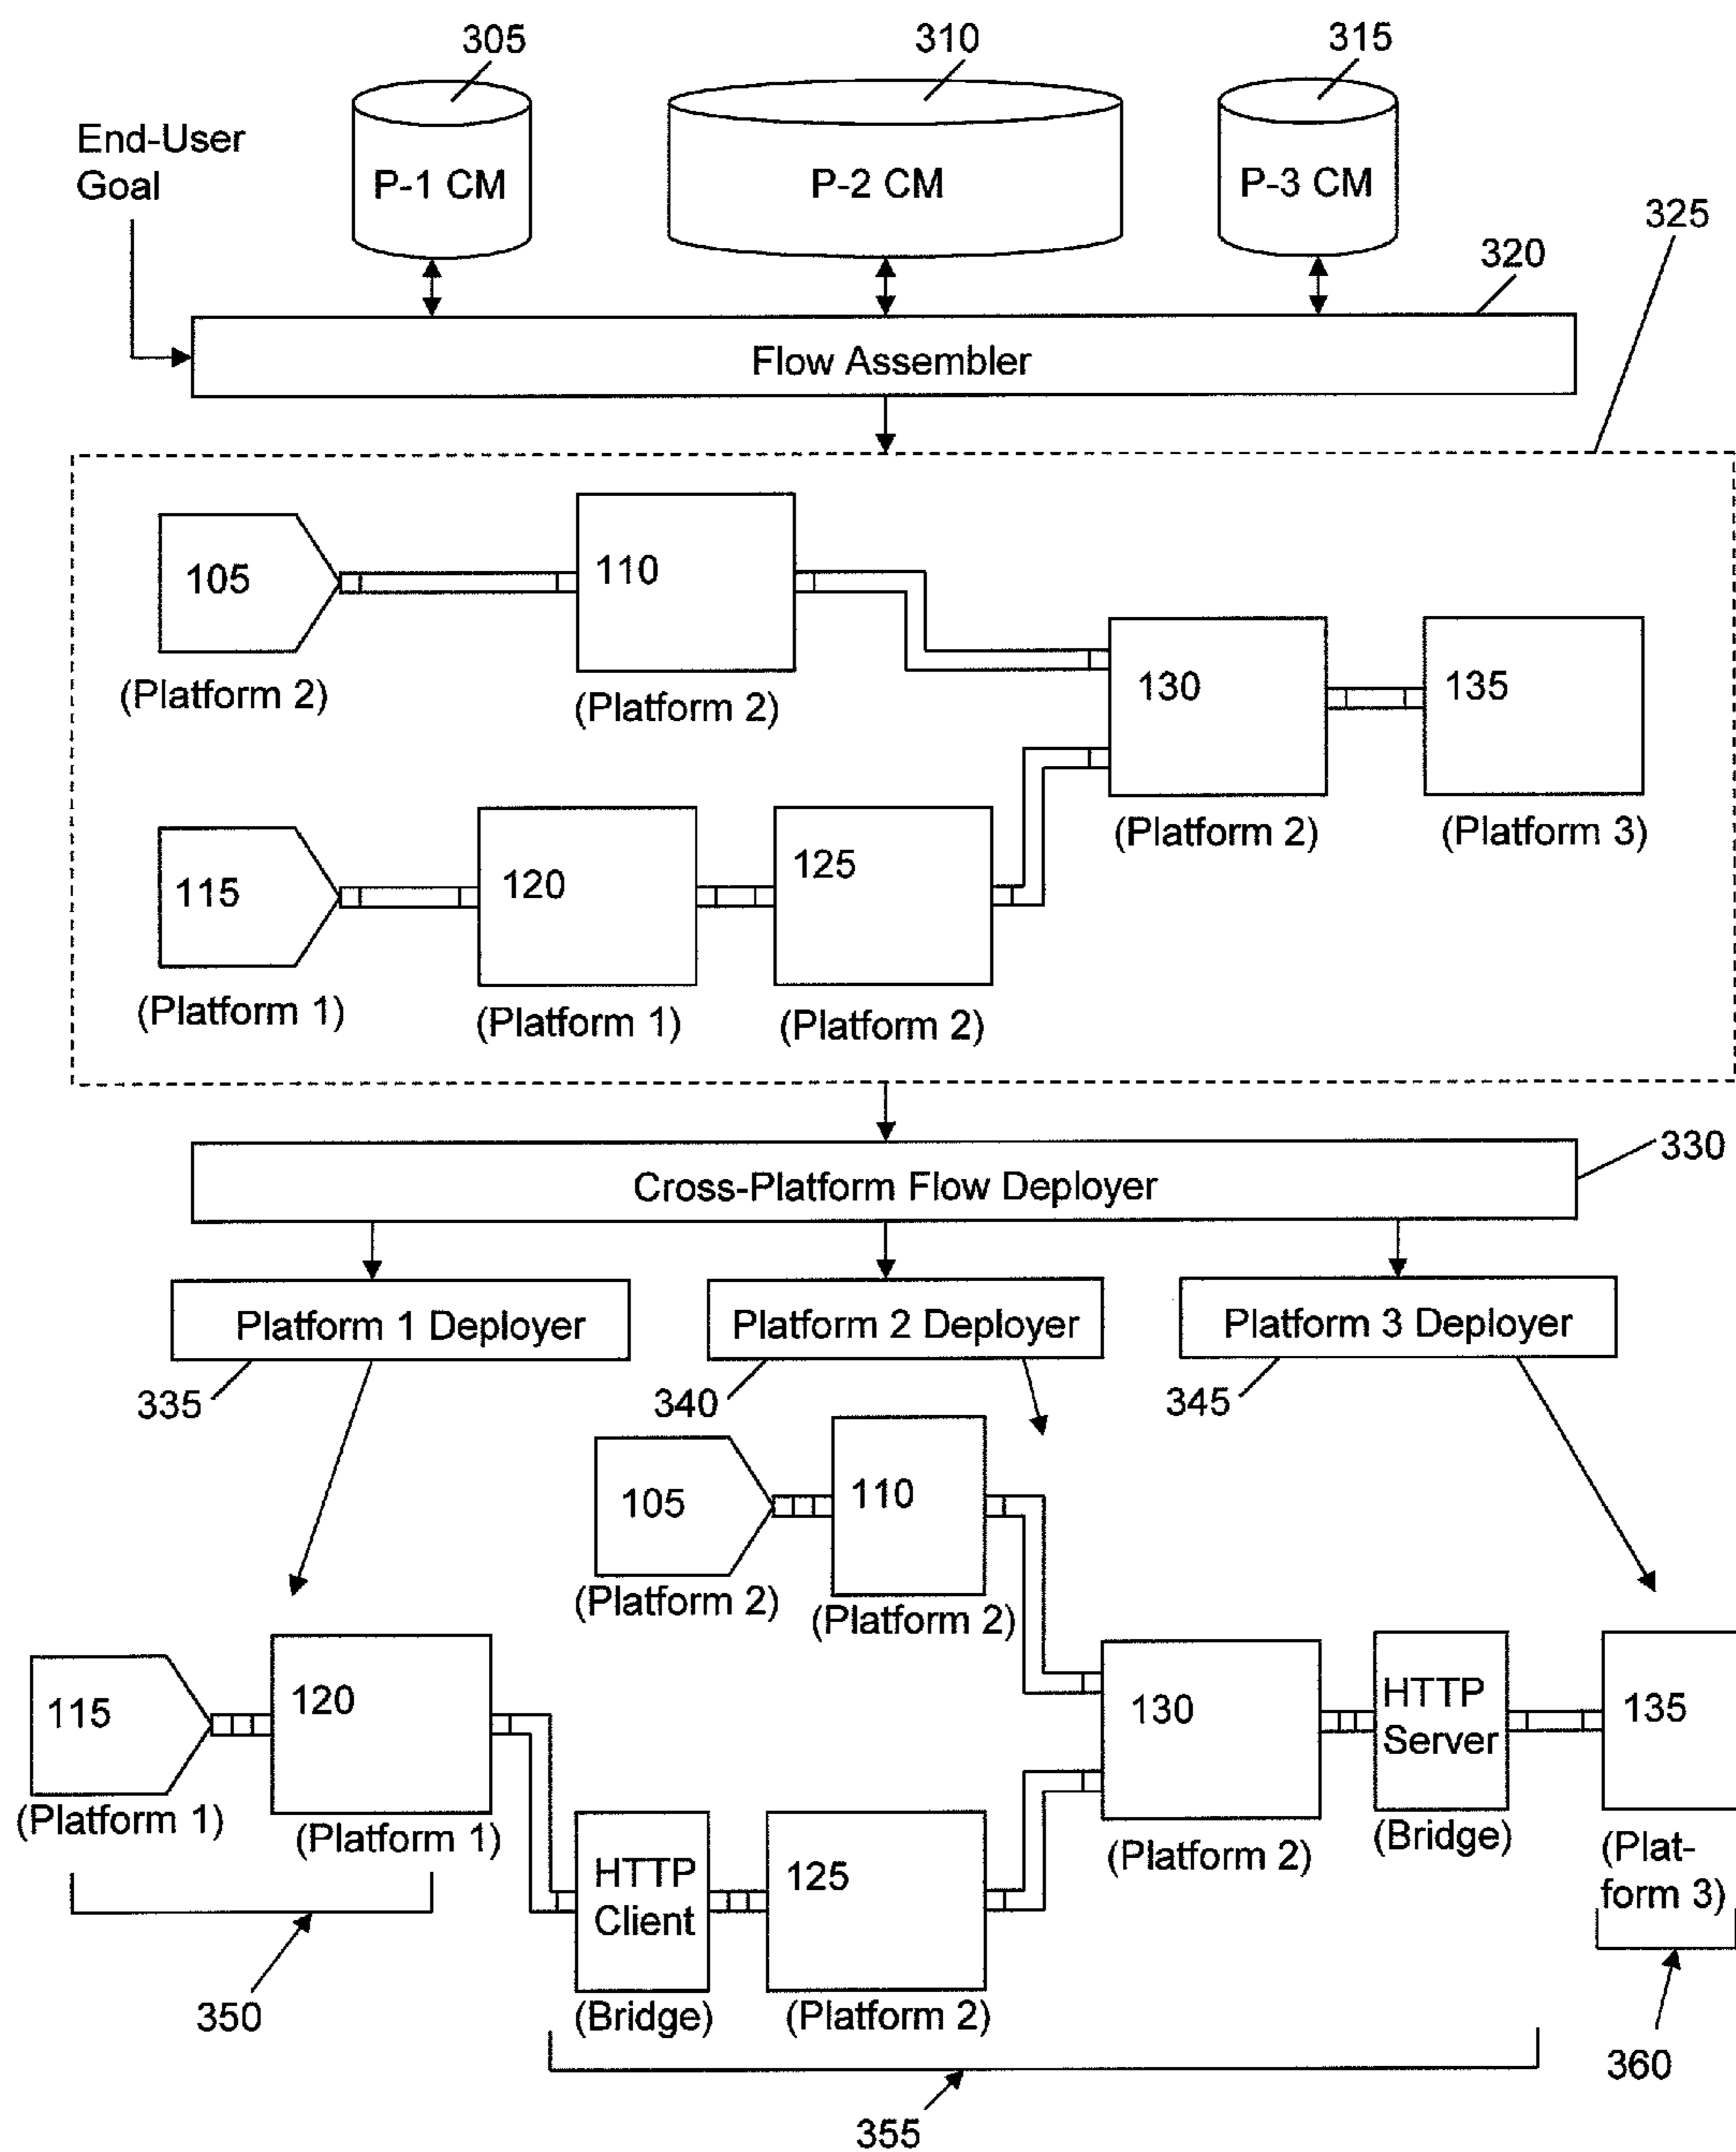 305
310
315
End-User
Goal
P-1 CM
P-2 CM
P-3 CM
325
320
Flow Assembler
105
(Platform 2)
110
(Platform 2)
130
(Platform 2)
135
(Platform 3)
115
(Platform 1)
120
(Platform 1)
125
(Platform 2)
330
Cross-Platform Flow Deployer
Platform 1 Deployer
Platform 2 Deployer
Platform 3 Deployer
335
340
345
105
(Platform 2)
110
(Platform 2)
115
(Platform 1)
120
(Platform 1)
HTTP
Client
(Bridge)
125
(Platform 2)
130
(Platform 2)
HTTP
Server
(Bridge)
135
(Plat-
form 3)
350
355
360